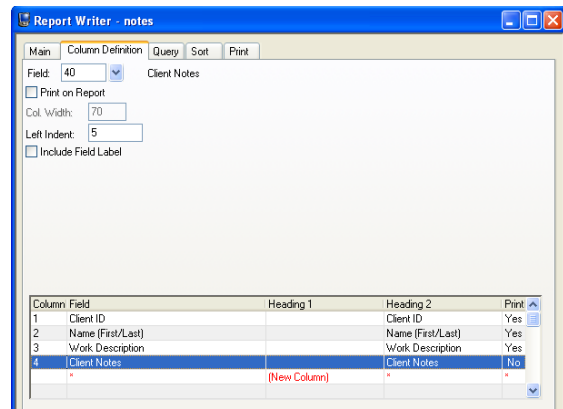 Report Writer - notes
Main Column Definition Query Sort Print
Field: 40 Client Notes
Print on Report
Col. Width: 70
Left Indent: 5
Include Field Label
Column Field Heading 1 Heading 2 Print
1 Client ID Client ID Yes
2 Name (First/Last) Name (First/Last) Yes
3 Work Description Work Description Yes
4 Client Notes Client Notes No
* (New Column) * *